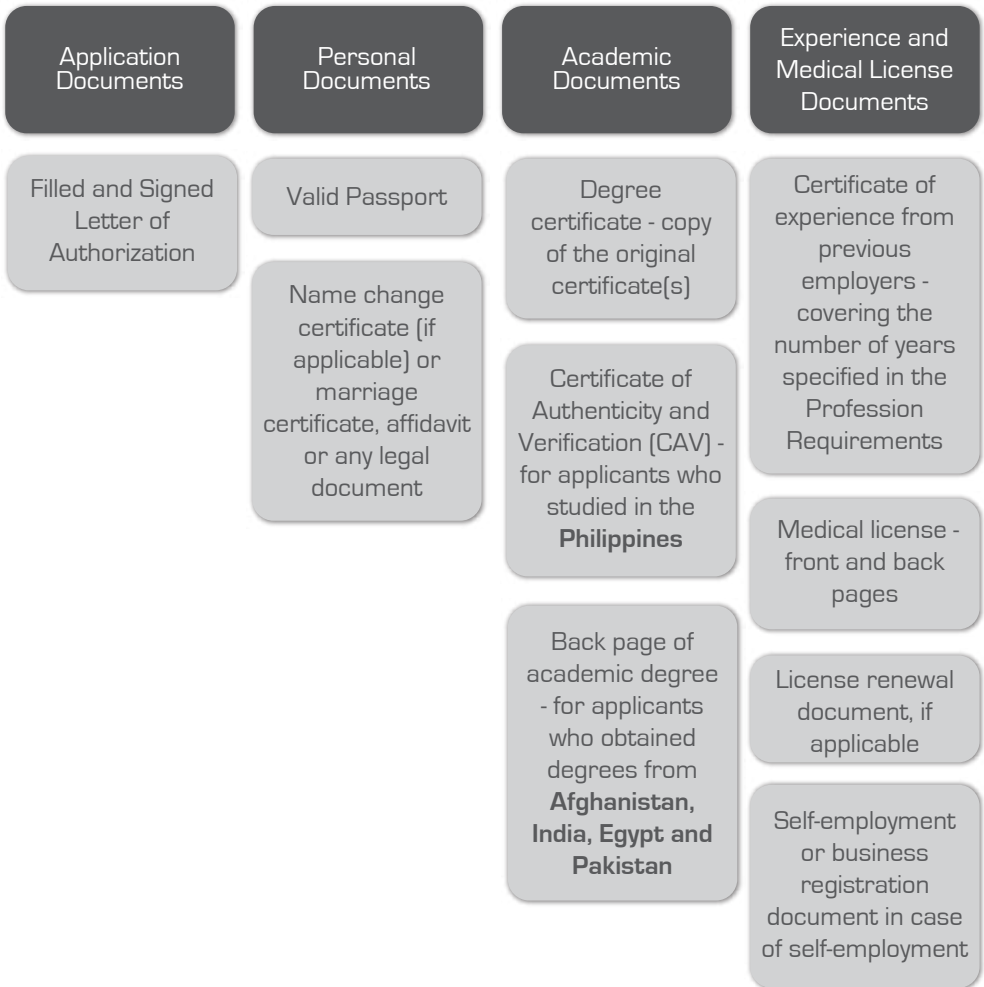 Application
Documents
Personal
Documents
Academic
Documents
Experience and
Medical License
Documents
Filled and Signed
Letter of
Authorization
Valid Passport
Name change
certificate (if
applicable) or
marriage
certificate, affidavit
or any legal
document
Degree
certificate - copy
of the original
certificate(s)
Certificate of
Authenticity and
Verification (CAV) -
for applicants who
studied in the
Philippines
Back page of
academic degree
- for applicants
who obtained
degrees from
Afghanistan,
India, Egypt and
Pakistan
Certificate of
experience from
previous
employers -
covering the
number of years
specified in the
Profession
Requirements
Medical license -
front and back
pages
License renewal
document, if
applicable
Self-employment
or business
registration
document in case
of self-employment